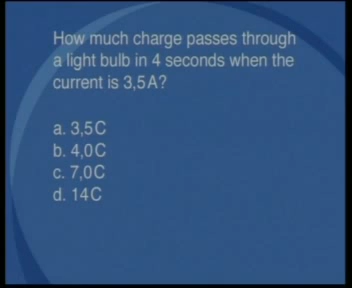 How much charge passes through
a light bulb in 4 seconds when the
current is 3,5A?
a. 3,5C
b. 4,0C
c. 7,0C
d. 14C